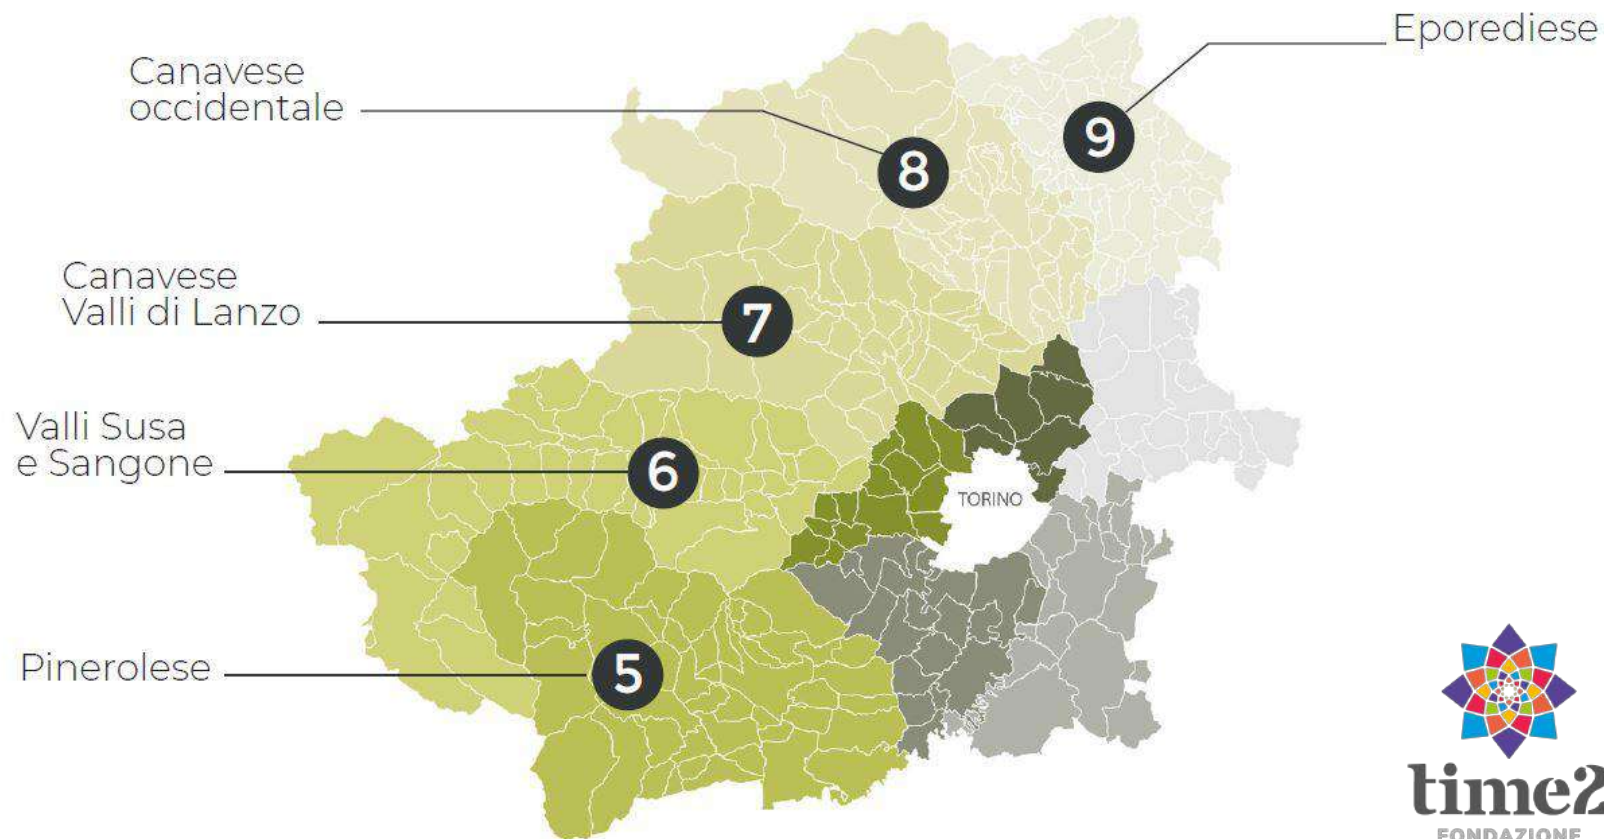 Eporediese
9
Canavese
occidentale
8
Canavese
Valli di Lanzo
7
Valli Susa
e Sangone
6
TORINO
Pinerolese
5
time2
FONDAZIONE